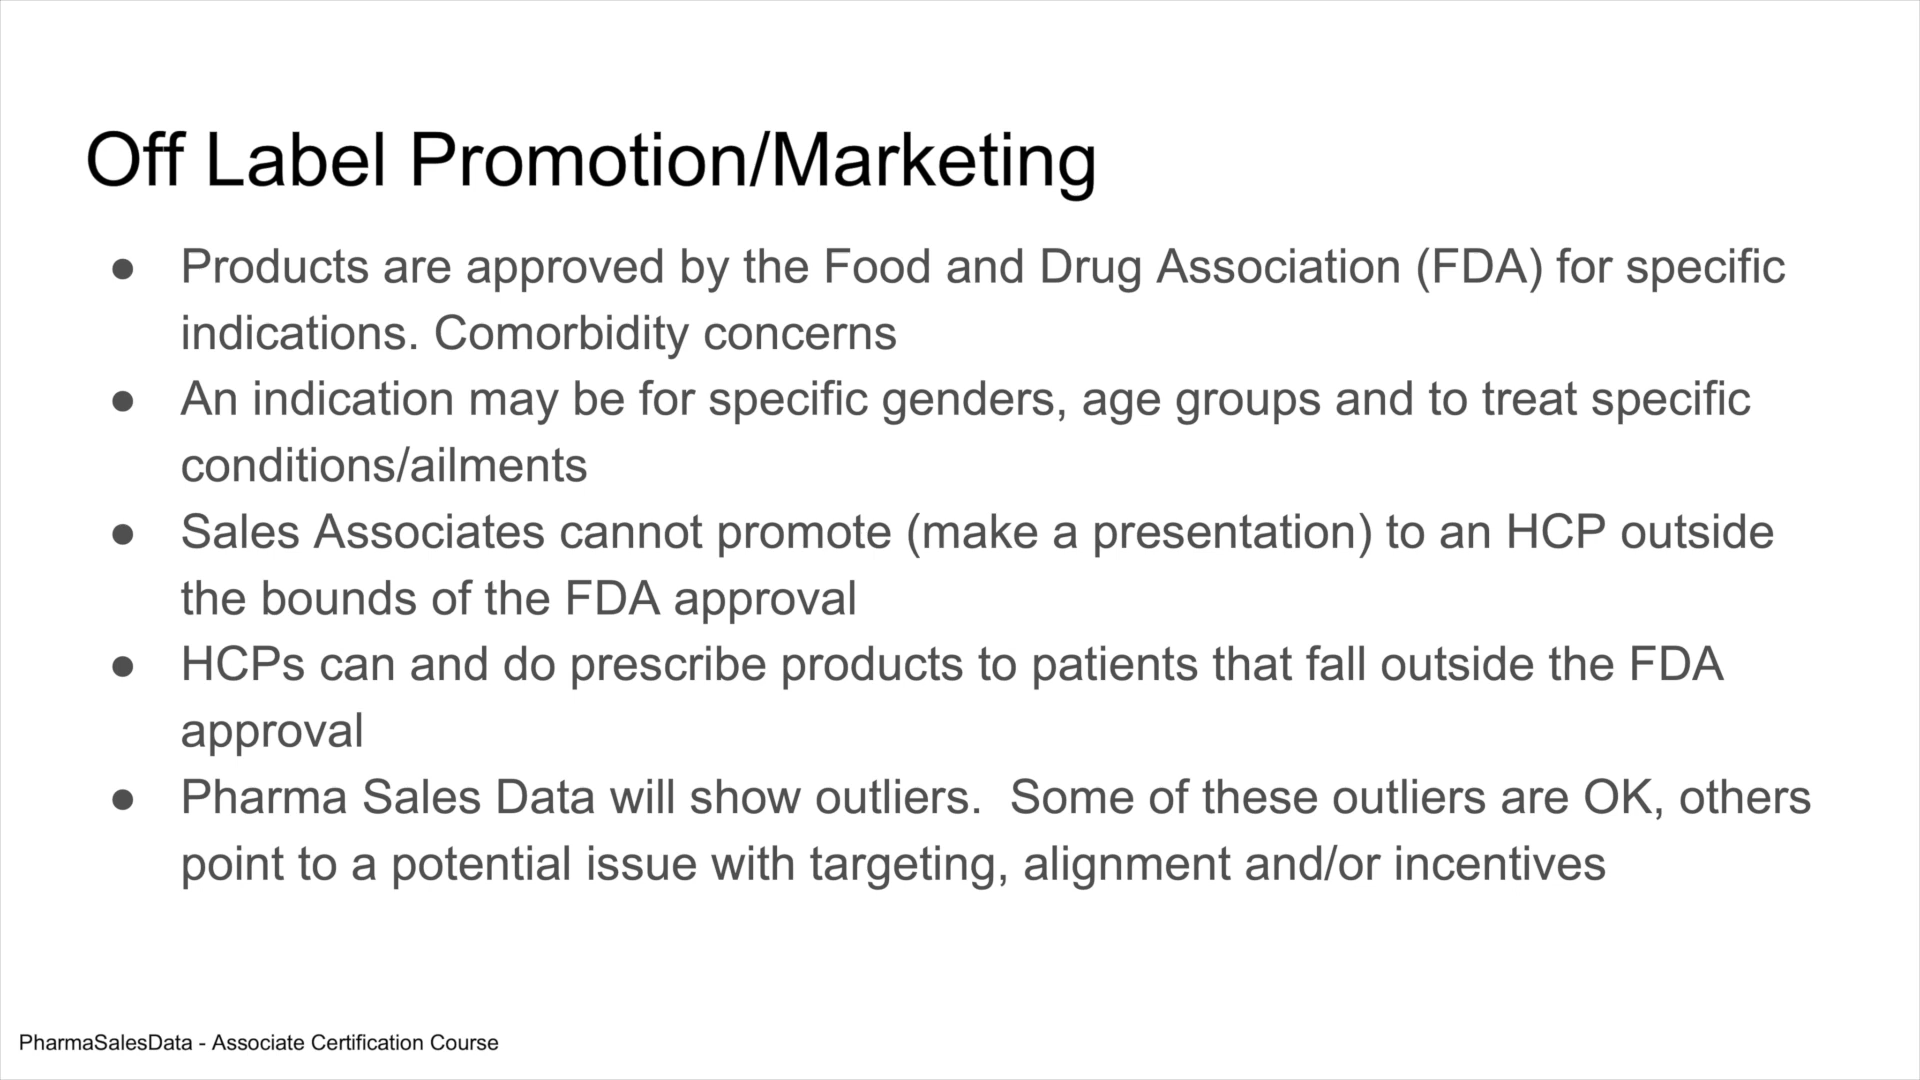 Off Label Promotion/Marketing
● Products are approved by the Food and Drug Association (FDA) for specific
indications. Comorbidity concerns
● An indication may be for specific genders, age groups and to treat specific
conditions/ailments
● Sales Associates cannot promote (make a presentation) to an HCP outside
the bounds of the FDA approval
● HCPs can and do prescribe products to patients that fall outside the FDA
approval
● Pharma Sales Data will show outliers.  Some of these outliers are OK, others
point to a potential issue with targeting, alignment and/or incentives
PharmaSalesData - Associate Certification Course